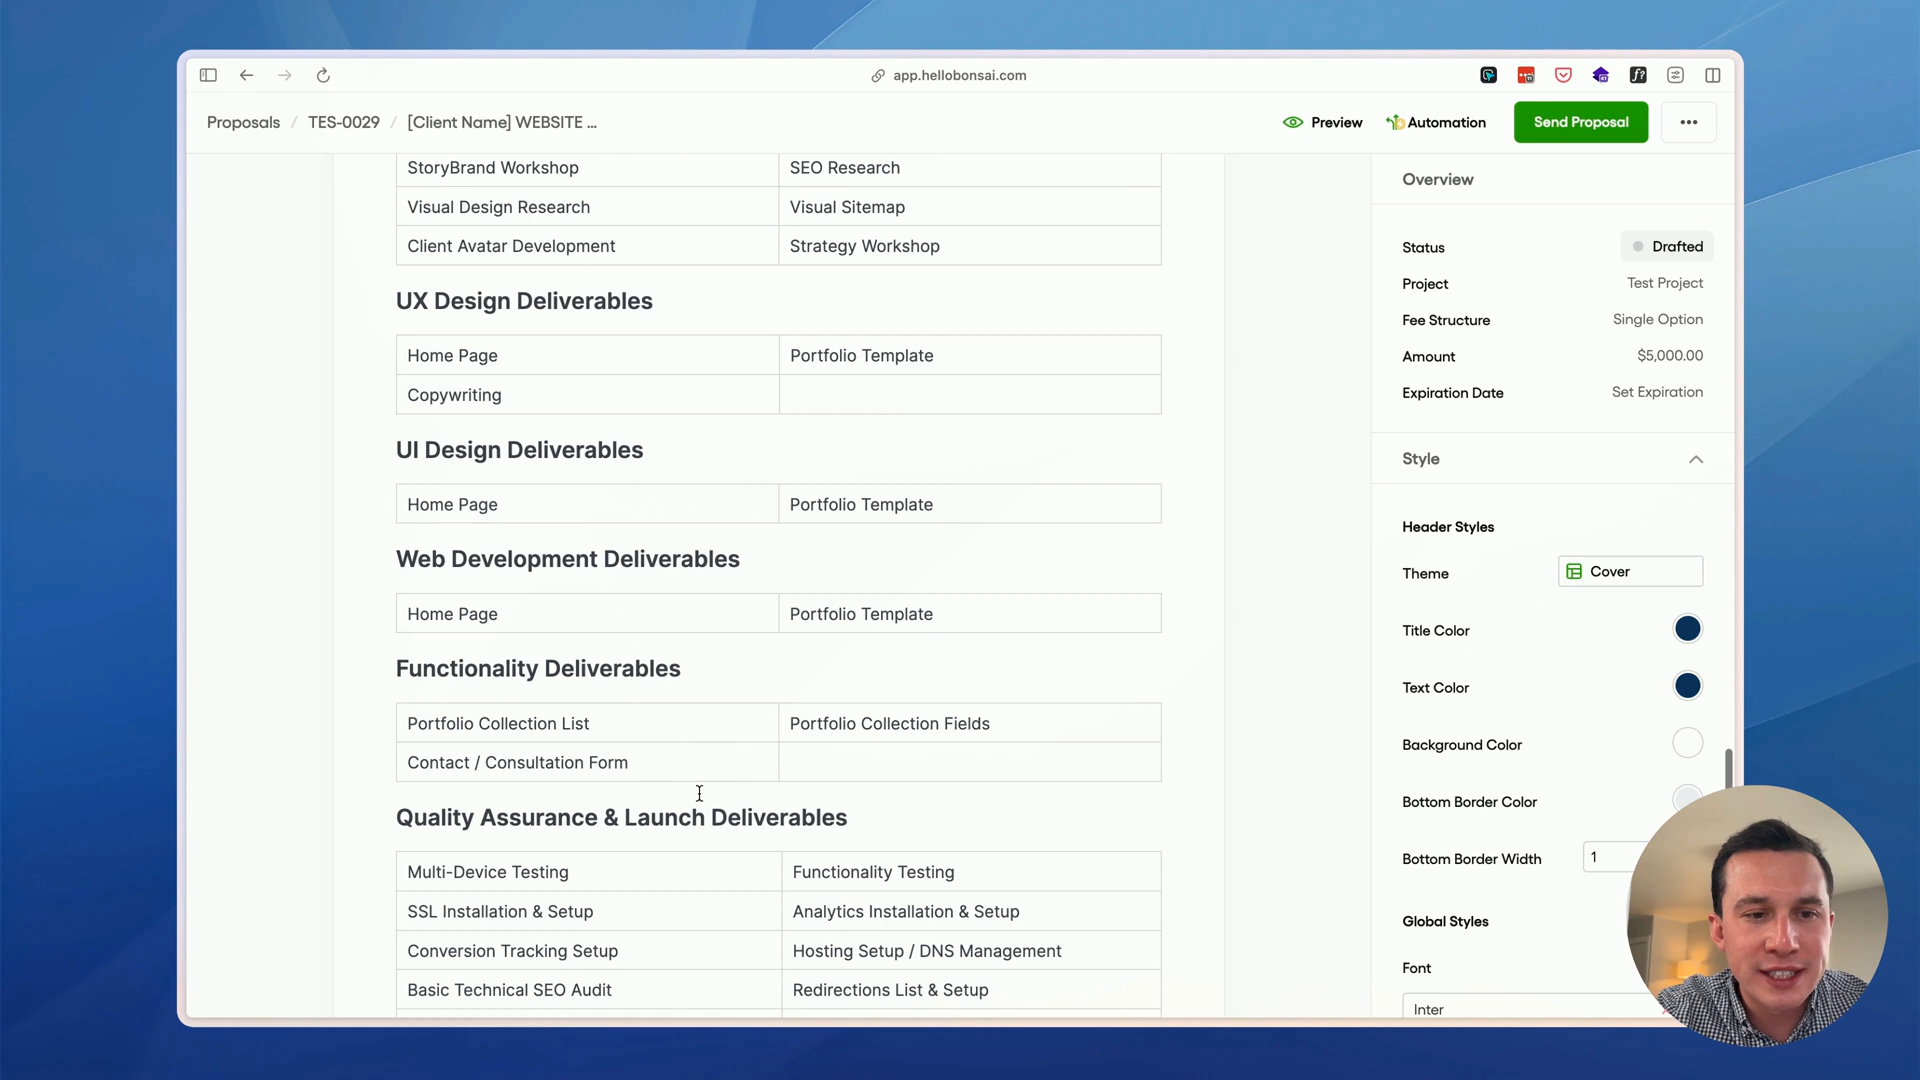 app.hellobonsai.com
Proposals / TES-0029 / [Client Name] WEBSITE ...
Preview
Automation
Send Proposal
StoryBrand Workshop
SEO Research
Visual Design Research
Visual Sitemap
Client Avatar Development
Strategy Workshop
UX Design Deliverables
Home Page
Portfolio Template
Copywriting
UI Design Deliverables
Home Page
Portfolio Template
Web Development Deliverables
Home Page
Portfolio Template
Functionality Deliverables
Portfolio Collection List
Portfolio Collection Fields
Contact / Consultation Form
Quality Assurance & Launch Deliverables
Multi-Device Testing
Functionality Testing
SSL Installation & Setup
Analytics Installation & Setup
Conversion Tracking Setup
Hosting Setup / DNS Management
Basic Technical SEO Audit
Redirections List & Setup
Overview
Status
Drafted
Project
Test Project
Fee Structure
Single Option
Amount
$5,000.00
Expiration Date
Set Expiration
Style
Header Styles
Theme
Cover
Title Color
Text Color
Background Color
Bottom Border Color
Bottom Border Width
1
Global Styles
Font
Inter